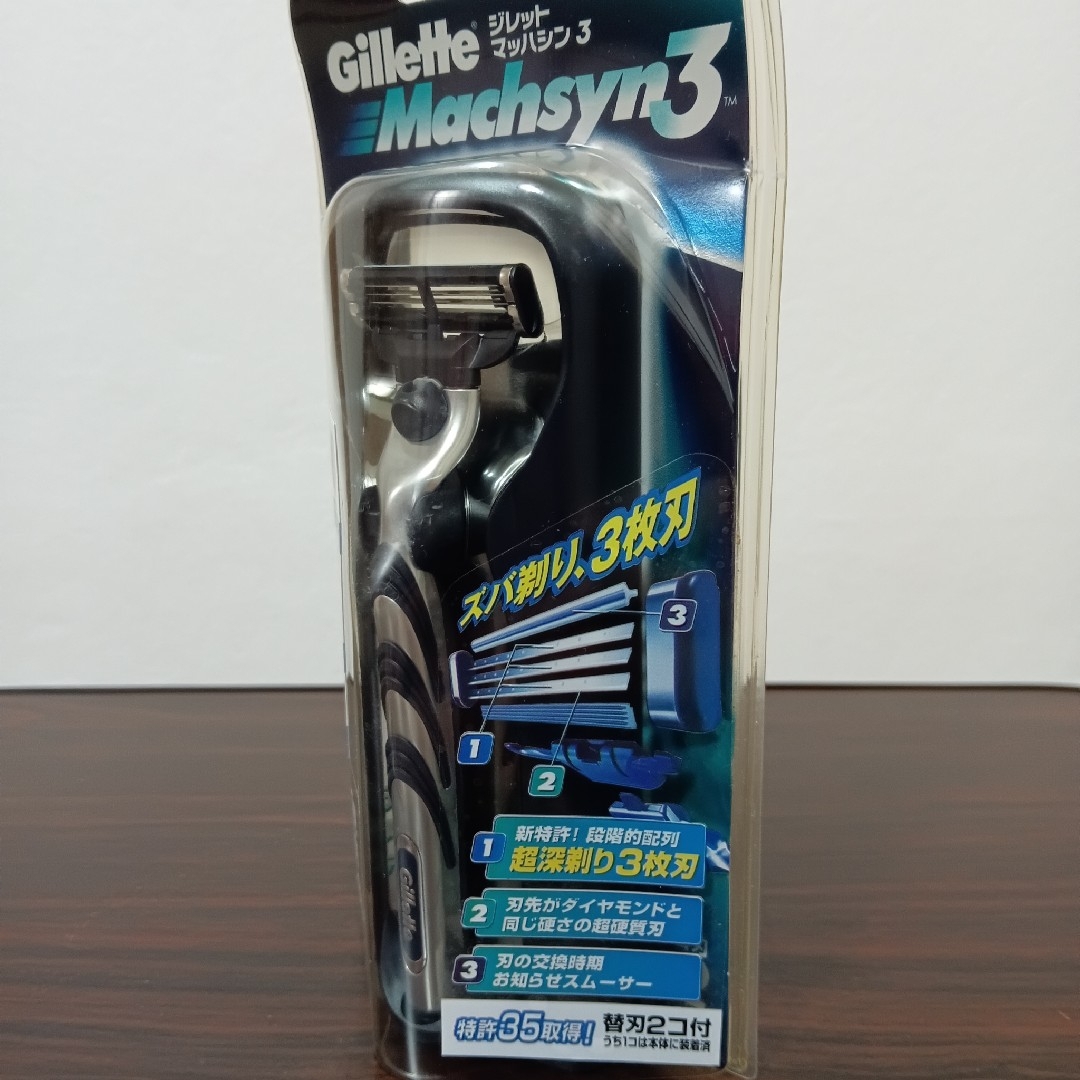 Gillette®
ジレット
マッハシン3
Machsyn3™
ズバ剃り、3枚刃
3
1
2
1
新特許! 段階的配列
超深剃り3枚刃
2
刃先がダイヤモンドと
同じ硬さの超硬質刃
3
刃の交換時期
お知らせスムーサー
Gillette
特許35取得!
替刃2コ付
うち1コは本体に装着済